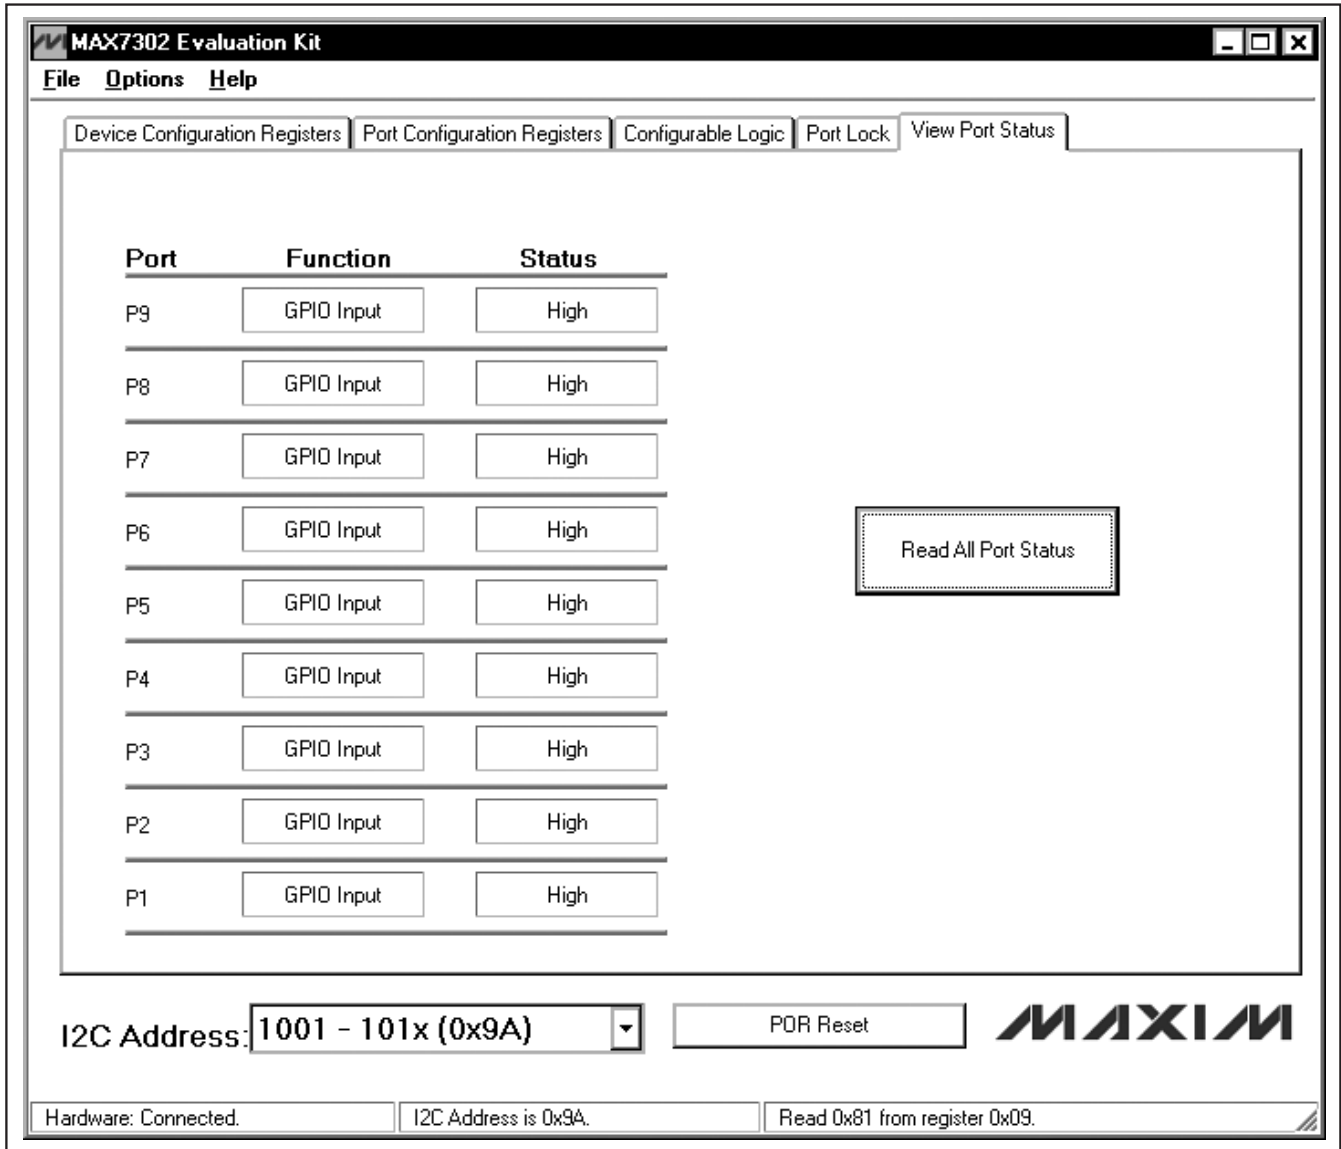 MAX7302 Evaluation Kit
File Options Help
Device Configuration Registers Port Configuration Registers Configurable Logic Port Lock View Port Status
Port Function Status
P9 GPIO Input High
P8 GPIO Input High
P7 GPIO Input High
P6 GPIO Input High
Read All Port Status
P5 GPIO Input High
P4 GPIO Input High
P3 GPIO Input High
P2 GPIO Input High
P1 GPIO Input High
I2C Address: 1001 - 101x (0x9A) POR Reset MAXIM
Hardware: Connected. I2C Address is 0x9A. Read 0x81 from register 0x09.